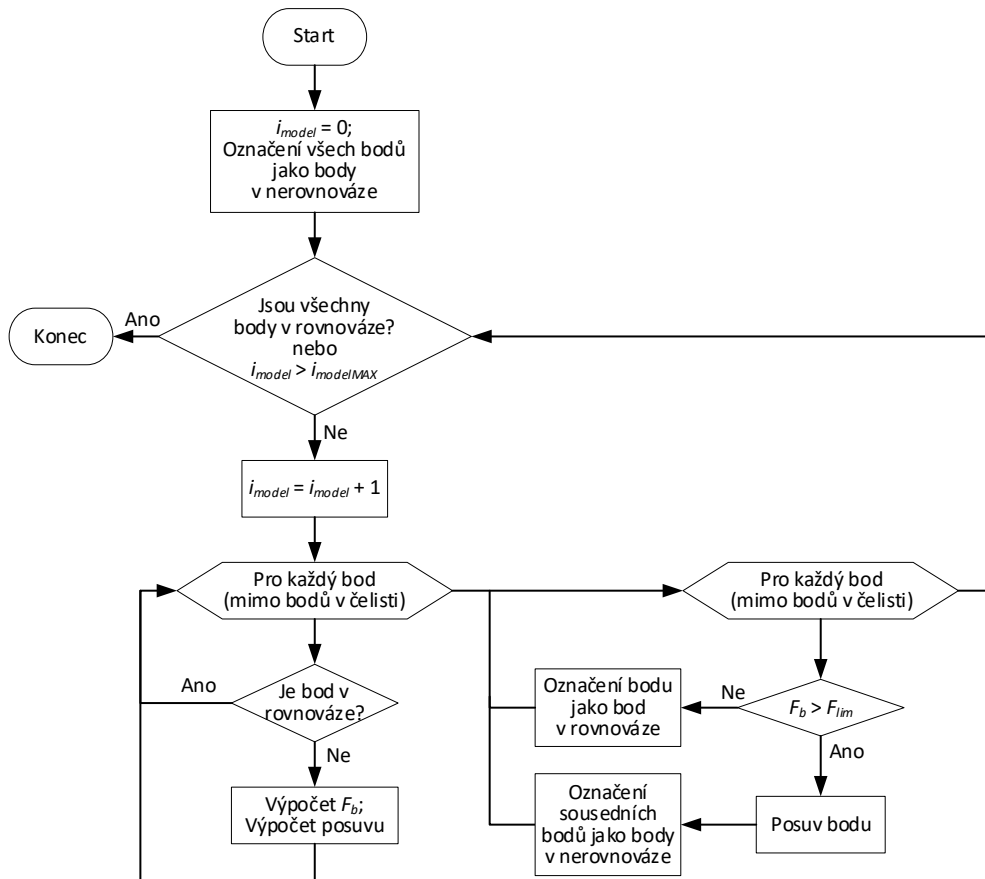 Start
i_model = 0;
Označení všech bodů
jako body
v nerovnováze
Jsou všechny
body v rovnováze?
nebo
i_model > i_modelMAX
Ano
Konec
Ne
i_model = i_model + 1
Pro každý bod
(mimo bodů v čelisti)
Pro každý bod
(mimo bodů v čelisti)
Ano
Je bod v
rovnováze?
Ne
Výpočet F_b;
Výpočet posuvu
Označení bodu
jako bod
v rovnováze
Ne
F_b > F_lim
Ano
Označení
sousedních
bodů jako body
v nerovnováze
Posuv bodu